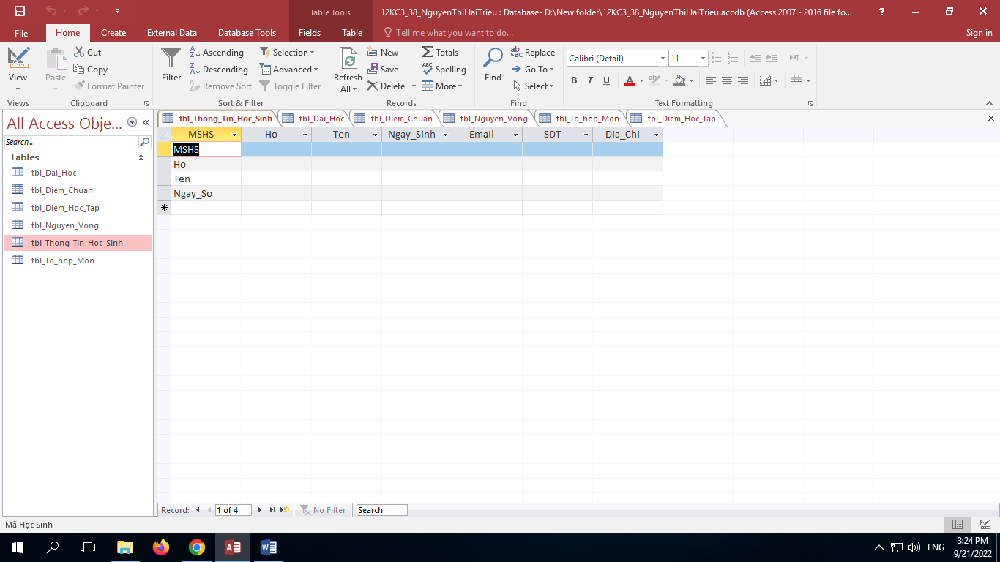 Table Tools
12KC3_38_NguyenThiHaiTrieu : Database- D:\New folder\12KC3_38_NguyenThiHaiTrieu.accdb (Access 2007 - 2016 file fo...
?
File Home Create External Data Database Tools Fields Table Tell me what you want to do... Sign in
View
Views
Paste
Cut
Copy
Format Painter
Clipboard
Filter
Ascending
Descending
Remove Sort
Selection
Advanced
Toggle Filter
Sort & Filter
Refresh
All
New
Save
Delete
Totals
Spelling
More
Records
Find
Replace
Go To
Select
Find
Calibri (Detail) 11
B I U A
Text Formatting
All Access Obje...
Search...
Tables
tbl_Dai_Hoc
tbl_Diem_Chuan
tbl_Diem_Hoc_Tap
tbl_Nguyen_Vong
tbl_Thong_Tin_Hoc_Sinh
tbl_To_hop_Mon
tbl_Thong_Tin_Hoc_Sinh tbl_Dai_Hoc tbl_Diem_Chuan tbl_Nguyen_Vong tbl_To_hop_Mon tbl_Diem_Hoc_Tap
MSHS Ho Ten Ngay_Sinh Email SDT Dia_Chi
MSHS
Ho
Ten
Ngay_So
Record: 1 of 4 No Filter Search
Mã Học Sinh
ENG
3:24 PM
9/21/2022